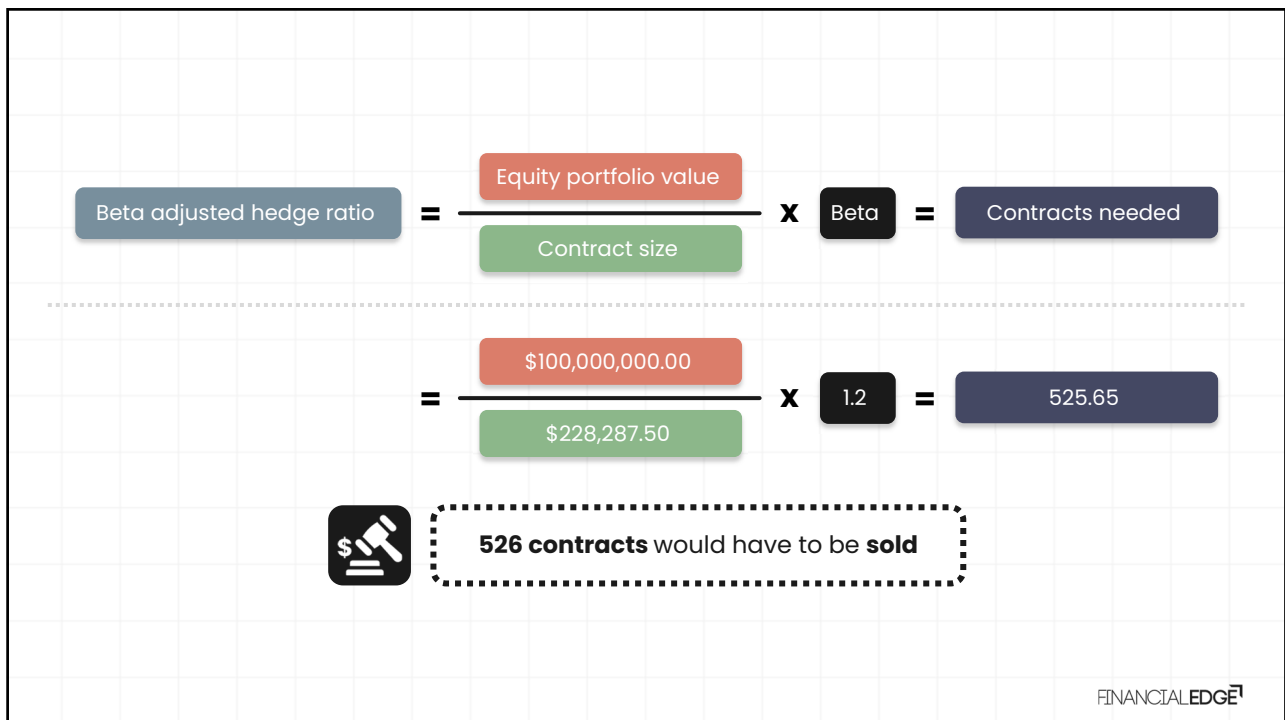 Equity portfolio value
Beta adjusted hedge ratio = x Beta = Contracts needed
Contract size
$100,000,000.00
= x 1.2 = 525.65
$228,287.50
$ 526 contracts would have to be sold
FINANCIALEDGE